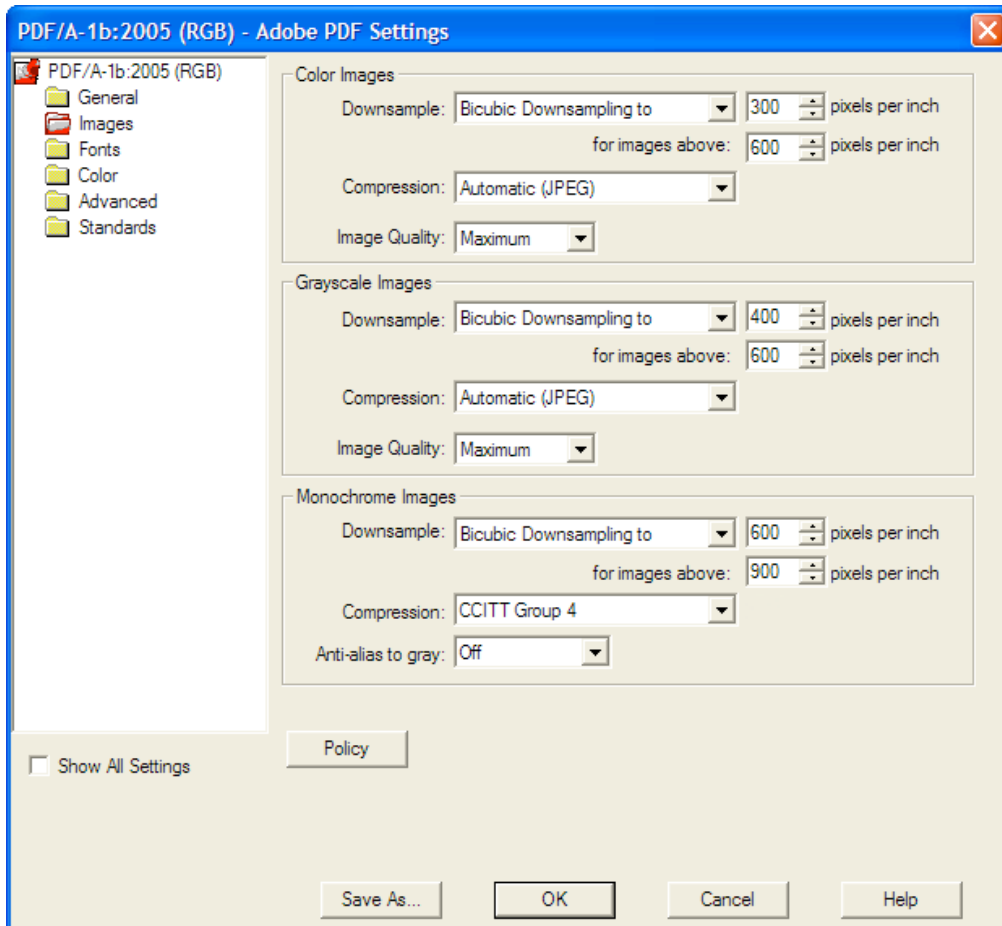 PDF/A-1b:2005 (RGB) - Adobe PDF Settings
PDF/A-1b:2005 (RGB)
General
Images
Fonts
Color
Advanced
Standards
Show All Settings
Color Images
Downsample: Bicubic Downsampling to 300 pixels per inch
for images above: 600 pixels per inch
Compression: Automatic (JPEG)
Image Quality: Maximum
Grayscale Images
Downsample: Bicubic Downsampling to 400 pixels per inch
for images above: 600 pixels per inch
Compression: Automatic (JPEG)
Image Quality: Maximum
Monochrome Images
Downsample: Bicubic Downsampling to 600 pixels per inch
for images above: 900 pixels per inch
Compression: CCITT Group 4
Anti-alias to gray: Off
Policy
Save As... OK Cancel Help